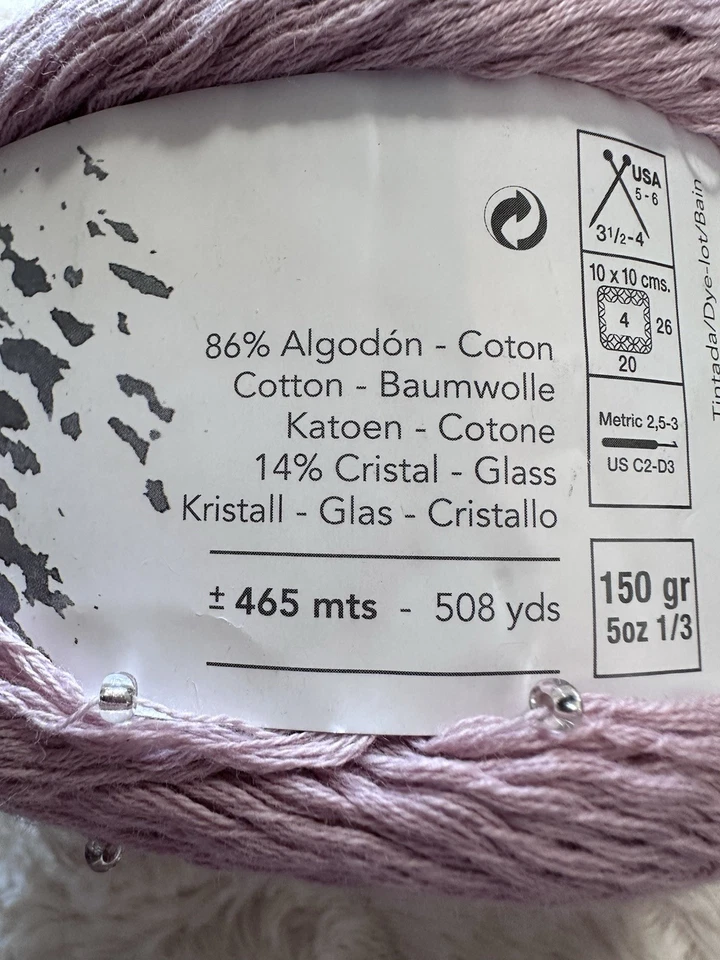 86% Algodón - Coton
Cotton - Baumwolle
Katoen - Cotone
14% Cristal - Glass
Kristall - Glas - Cristallo
± 465 mts - 508 yds
USA
5-6
3 1/2-4
10 x 10 cms.
4
26
20
Metric 2,5-3
US C2-D3
150 gr
5oz 1/3
Tintada/Dye-lot/Bain